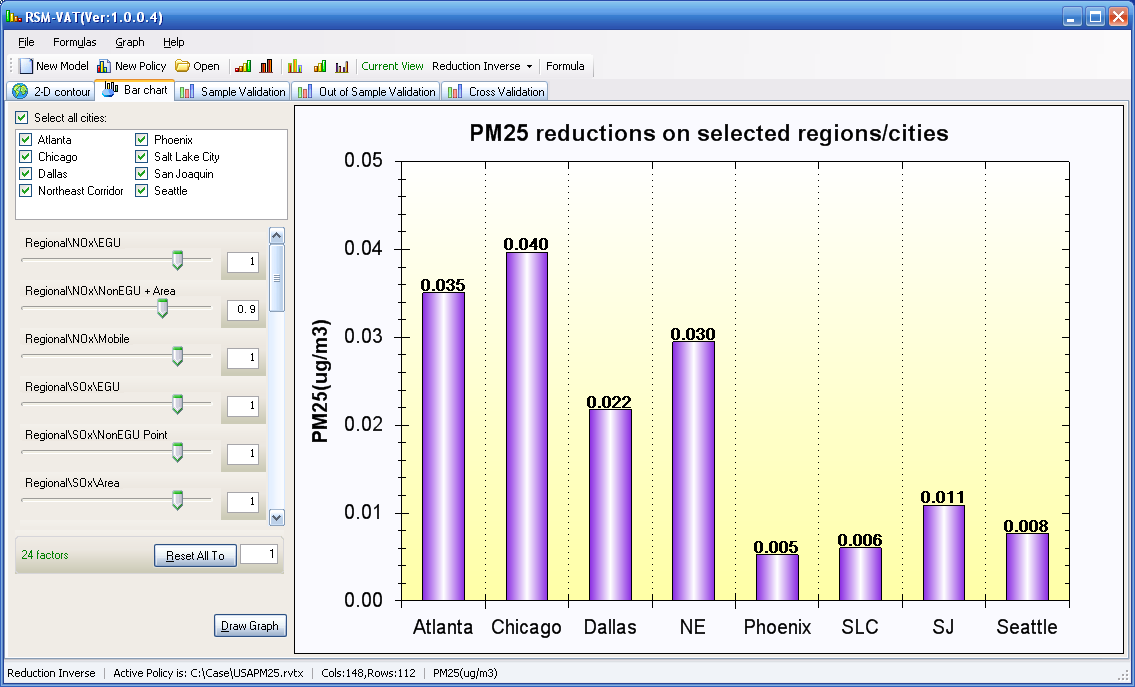 RSM-VAT(Ver:1.0.0.4)
File Formulas Graph Help
New Model New Policy Open Current View Reduction Inverse Formula
2-D contour Bar chart Sample Validation Out of Sample Validation Cross Validation
Select all cities:
Atlanta Phoenix
Chicago Salt Lake City
Dallas San Joaquin
Northeast Corridor Seattle
Regional\NOx\EGU
1
Regional\NOx\NonEGU + Area
0.9
Regional\NOx\Mobile
1
Regional\SOx\EGU
1
Regional\SOx\NonEGU Point
1
Regional\SOx\Area
1
24 factors Reset All To 1
Draw Graph
PM25 reductions on selected regions/cities
PM25(ug/m3)
0.05
0.04
0.03
0.02
0.01
0.00
0.035
0.040
0.022
0.030
0.005
0.006
0.011
0.008
Atlanta Chicago Dallas NE Phoenix SLC SJ Seattle
Reduction Inverse Active Policy is: C:\Case\USAPM25.rvtx Cols:148,Rows:112 PM25(ug/m3)